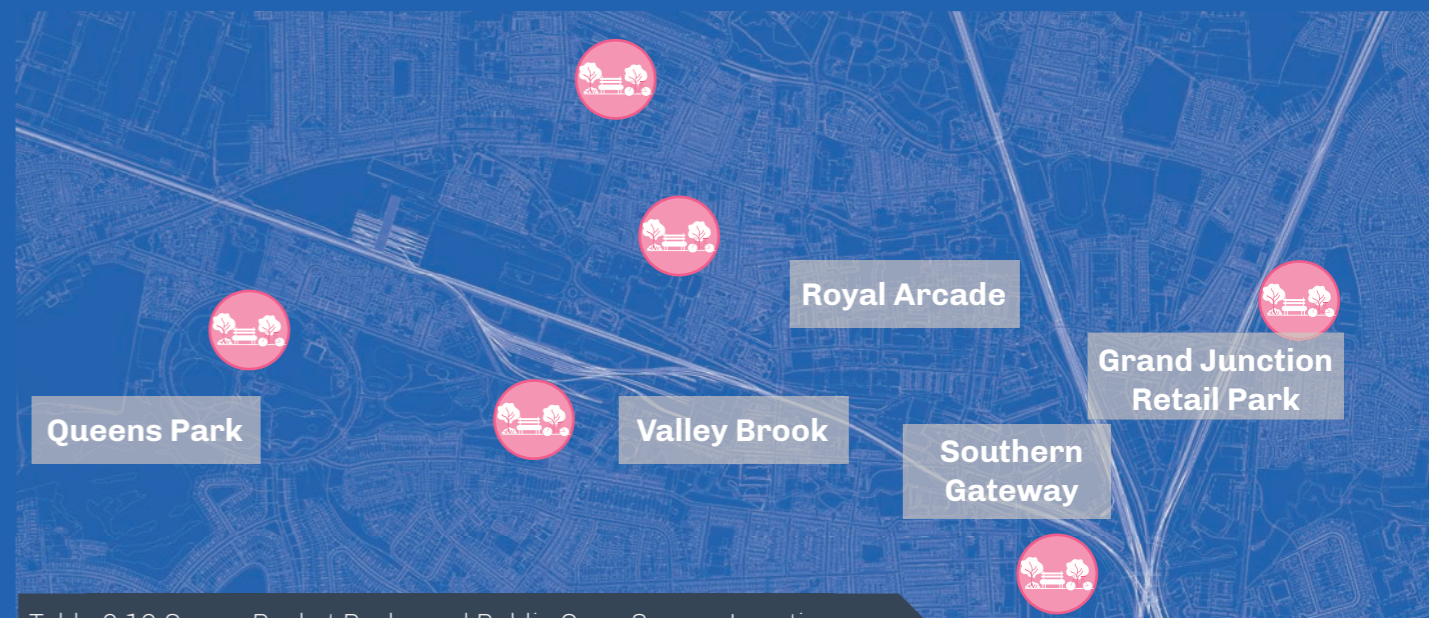 Royal Arcade
Grand Junction
Retail Park
Queens Park
Valley Brook
Southern
Gateway